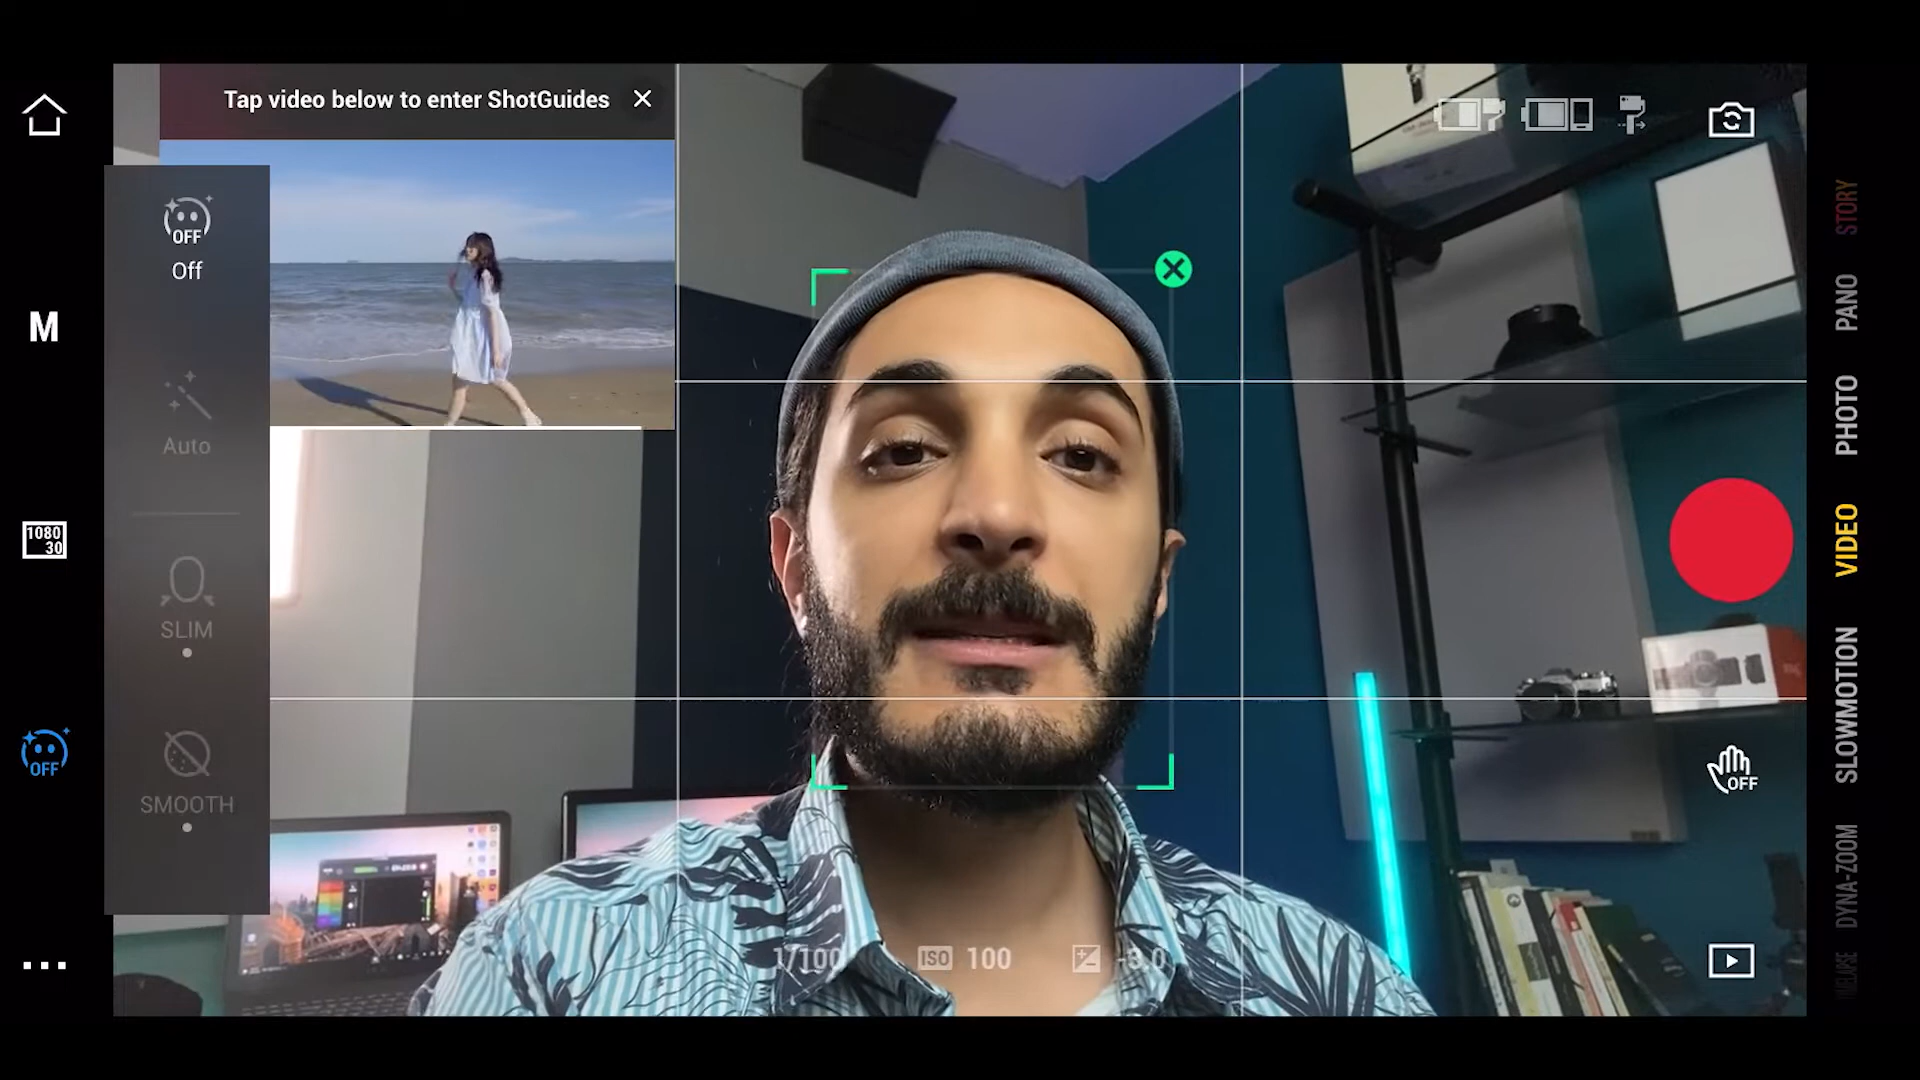 Tap video below to enter ShotGuides
OFF
Off
Auto
SLIM
SMOOTH
M
1080
30
OFF
STORY
PANO
PHOTO
VIDEO
SLOWMOTION
DYNA-ZOOM
OFF
1/100
ISO 100
-3.0